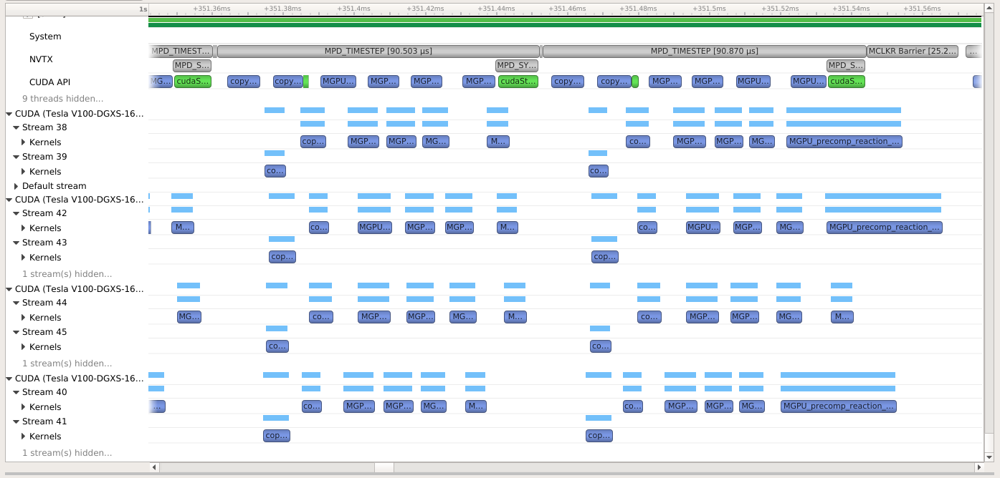 1s +351.36ms +351.38ms +351.4ms +351.42ms +351.44ms +351.46ms +351.48ms +351.5ms +351.52ms +351.54ms +351.56ms
System
MPD_TIMEST... MPD_TIMESTEP [90.503 µs] MPD_TIMESTEP [90.870 µs] MCLKR Barrier [25.2... ...
NVTX
MPD_S... MPD_SY... MPD_S...
CUDA API MG... cudaS... copy... copy... MGPU... MGP... MGP... MGP... cudaSt... copy... copy... MGP... MGP... MGPU... MGPU... cudaS...
9 threads hidden...
CUDA (Tesla V100-DGXS-16...
Stream 38
Kernels cop... MGP... MGP... MG... M... co... MGP... MGP... MG... MGPU_precomp_reaction_...
Stream 39
Kernels co... co...
Default stream
CUDA (Tesla V100-DGXS-16...
Stream 42
Kernels M... co... MGPU... MGP... MGP... M... co... MGPU... MGP... MG... MGPU_precomp_reaction_...
Stream 43
Kernels cop... cop...
1 stream(s) hidden...
CUDA (Tesla V100-DGXS-16...
Stream 44
Kernels MG... co... MGP... MGP... MG... M... co... MGP... MGP... MG... M...
Stream 45
Kernels co... co...
1 stream(s) hidden...
CUDA (Tesla V100-DGXS-16...
Stream 40
Kernels ... co... MGP... MGP... MG... M... co... MGP... MGP... MG... MGPU_precomp_reaction_...
Stream 41
Kernels cop... cop...
1 stream(s) hidden...